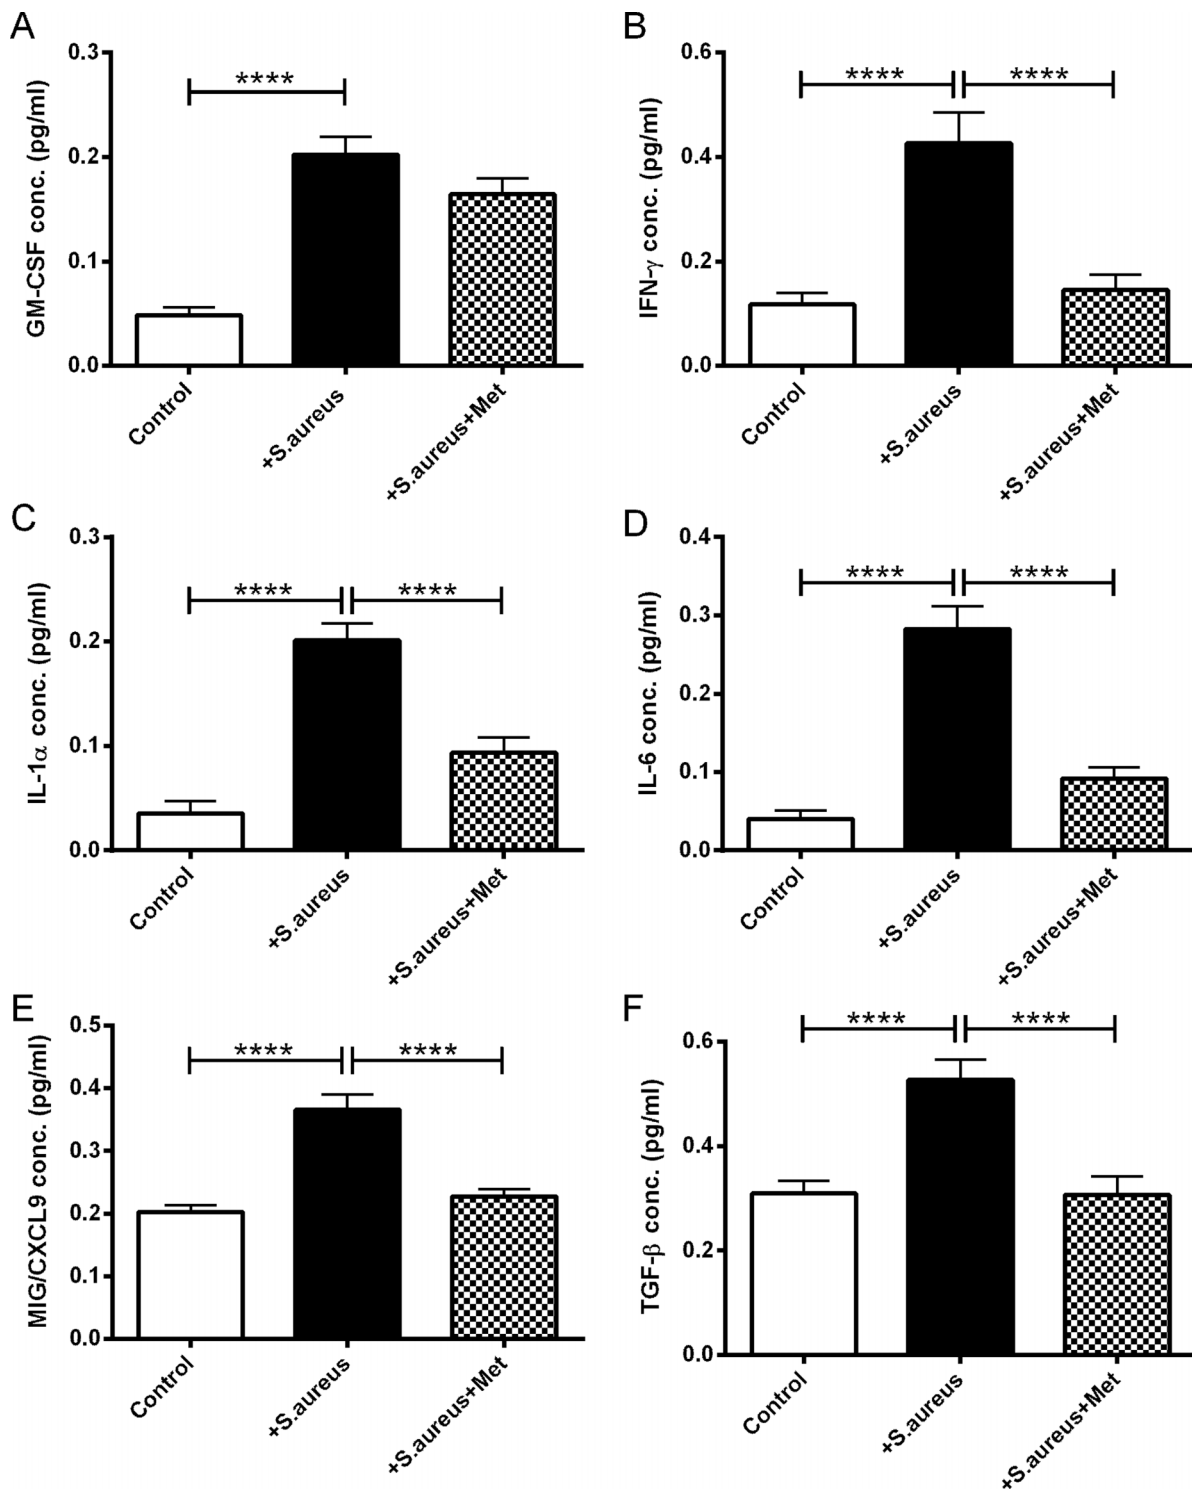 A
GM-CSF conc. (pg/ml)
0.3
0.2
0.1
0.0
****
Control
+S.aureus
+S.aureus+Met
B
IFN-γ conc. (pg/ml)
0.6
0.4
0.2
0.0
****
****
Control
+S.aureus
+S.aureus+Met
C
IL-1α conc. (pg/ml)
0.3
0.2
0.1
0.0
****
****
Control
+S.aureus
+S.aureus+Met
D
IL-6 conc. (pg/ml)
0.4
0.3
0.2
0.1
0.0
****
****
Control
+S.aureus
+S.aureus+Met
E
MIG/CXCL9 conc. (pg/ml)
0.5
0.4
0.3
0.2
0.1
0.0
****
****
Control
+S.aureus
+S.aureus+Met
F
TGF-β conc. (pg/ml)
0.6
0.4
0.2
0.0
****
****
Control
+S.aureus
+S.aureus+Met